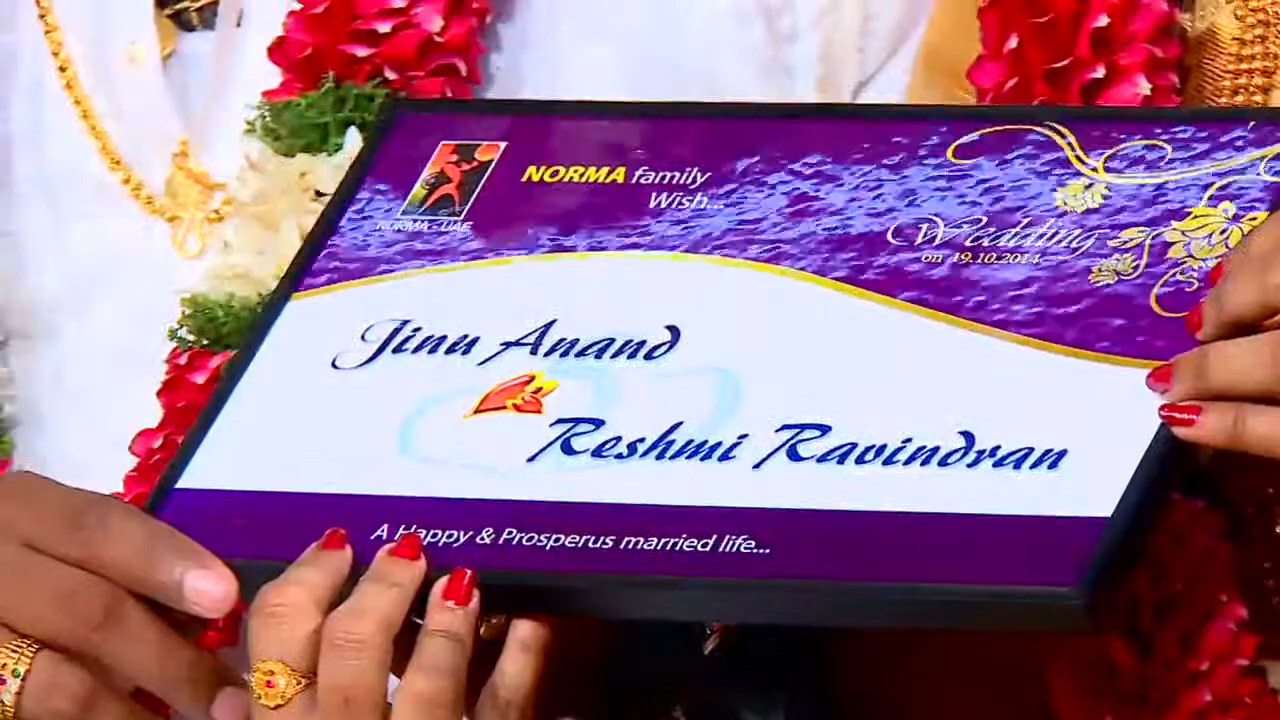 NORMA family
Wish...
NORMA - UAE
Wedding
on 19.10.2014
Jinu Anand
Reshmi Ravindran
A Happy & Prosperus married life...